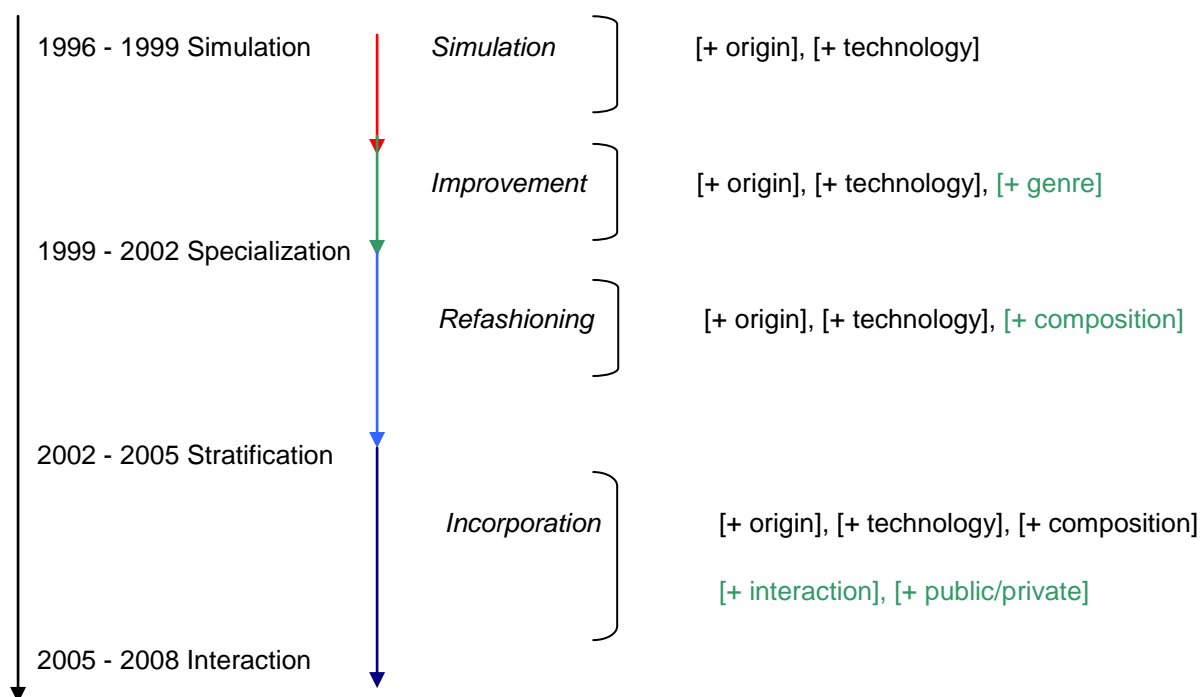 1996 - 1999 Simulation Simulation [+ origin], [+ technology]
Improvement [+ origin], [+ technology], [+ genre]
1999 - 2002 Specialization
Refashioning [+ origin], [+ technology], [+ composition]
2002 - 2005 Stratification
Incorporation [+ origin], [+ technology], [+ composition]
[+ interaction], [+ public/private]
2005 - 2008 Interaction